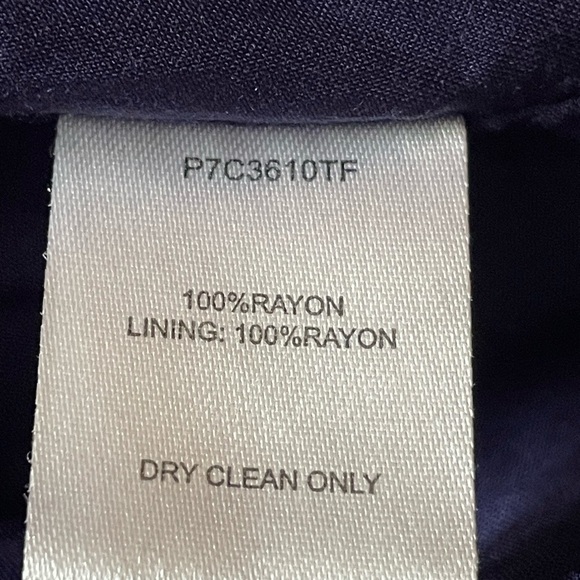 P7C3610TF
100%RAYON
LINING: 100%RAYON
DRY CLEAN ONLY